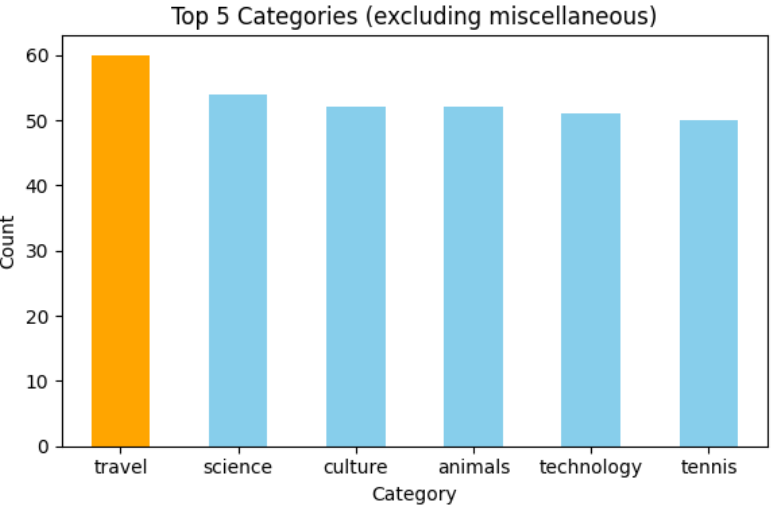 Top 5 Categories (excluding miscellaneous)
60
50
40
30
20
10
0
Count
travel science culture animals technology tennis
Category